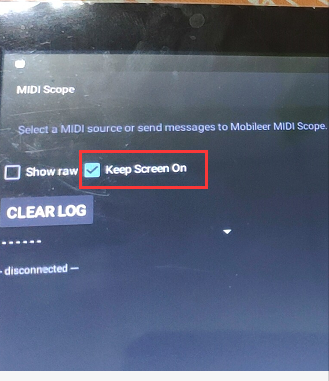 MIDI Scope
Select a MIDI source or send messages to Mobileer MIDI Scope.
Show raw Keep Screen On
CLEAR LOG
------
- disconnected —